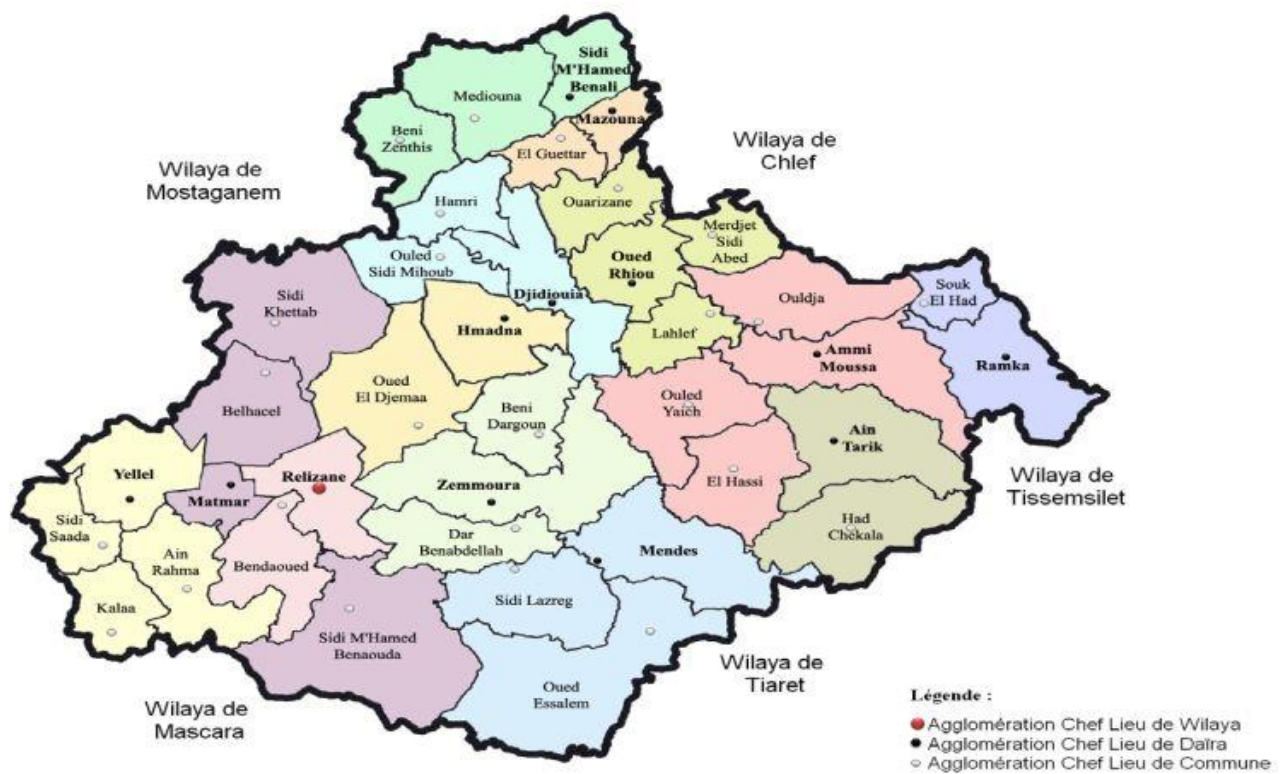 Sidi
M'Hamed
Benali
Mediouna
Mazouna
Beni
Zenthis
El Guettar
Wilaya de
Chlef
Wilaya de
Mostaganem
Hamri
Ouarizane
Merdjet
Sidi
Abed
Ouled
Sidi Mihoub
Oued
Rhiou
Souk
El Had
Sidi
Khettab
Djidiouia
Ouldja
Hmadna
Lahlef
Ammi
Moussa
Ramka
Oued
El Djemaa
Belhacel
Beni
Dargoun
Ouled
Yaich
Ain
Tarik
Yellel
Relizane
Matmar
Zemmoura
El Hassi
Wilaya de
Tissemsilet
Sidi
Saada
Had
Chekala
Dar
Benabdellah
Mendes
Ain
Rahma
Bendaoued
Kalaa
Sidi Lazreg
Sidi M'Hamed
Benaouda
Wilaya de
Tiaret
Oued
Essalem
Wilaya de
Mascara
Légende :
Agglomération Chef Lieu de Wilaya
Agglomération Chef Lieu de Daïra
Agglomération Chef Lieu de Commune